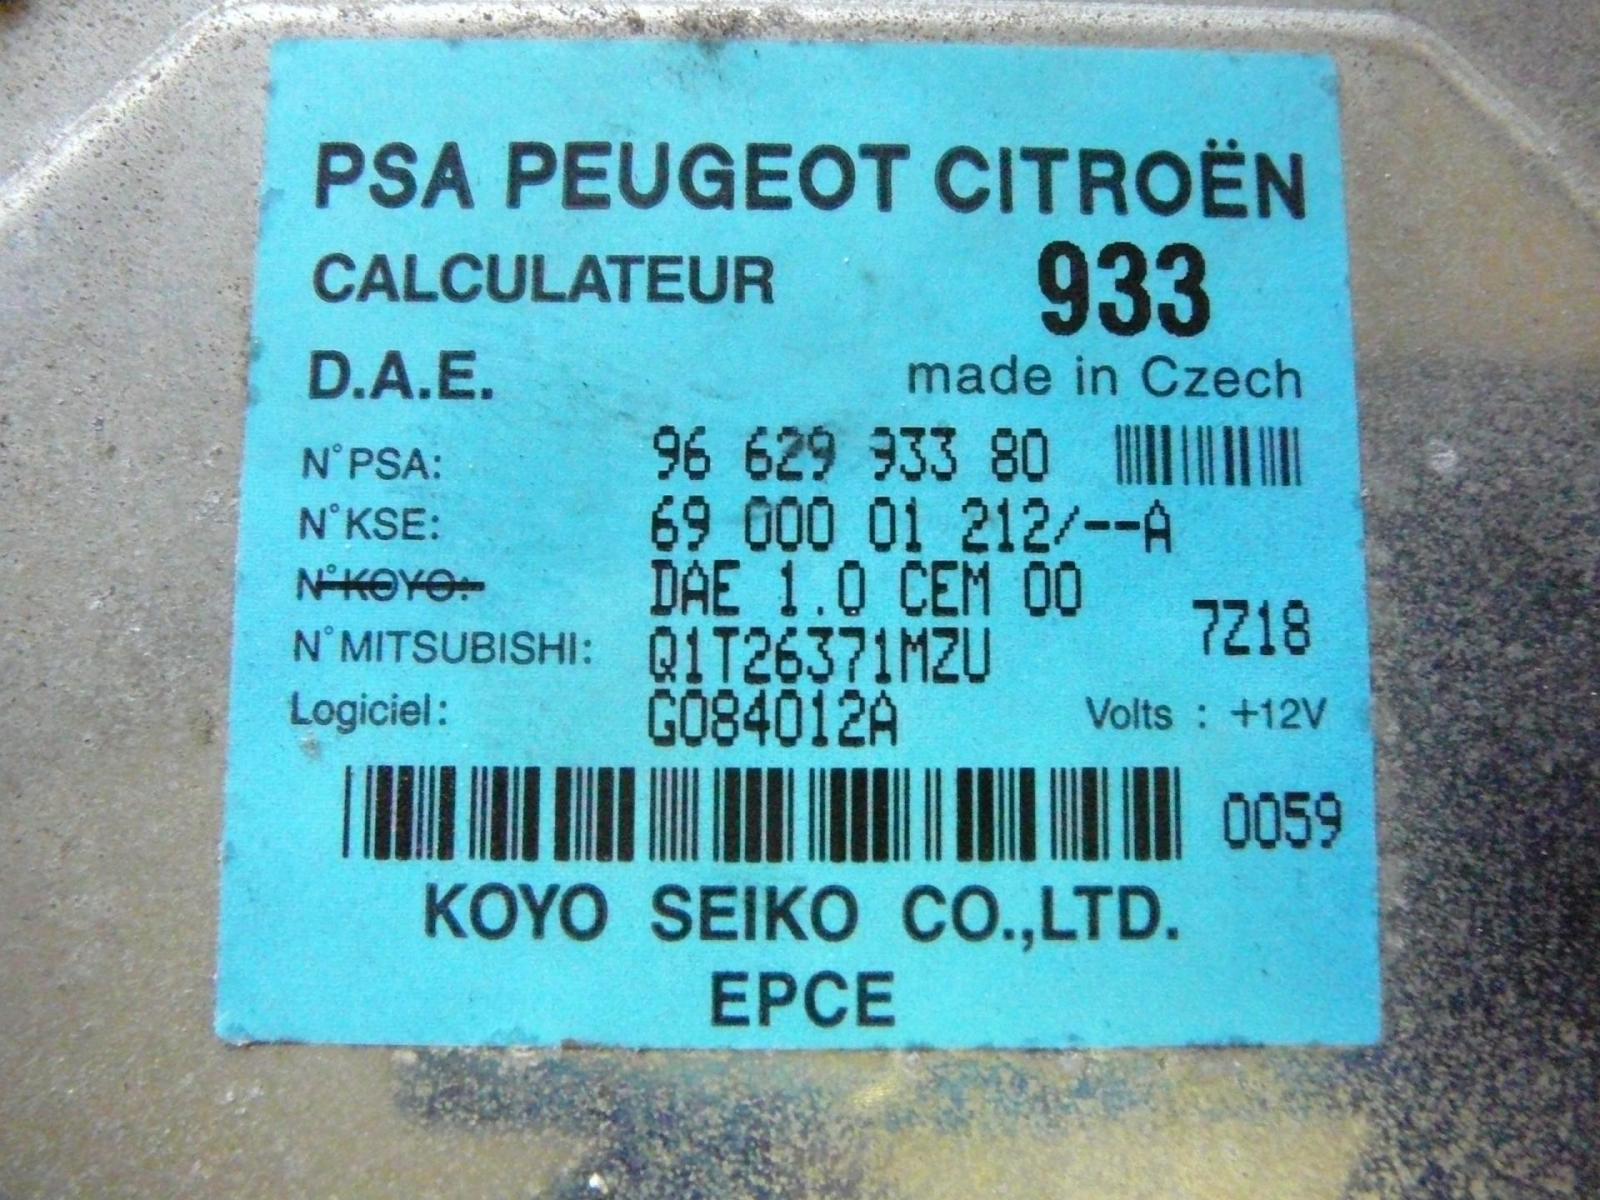 PSA PEUGEOT CITROËN
CALCULATEUR 933
D.A.E. made in Czech
N°PSA: 96 629 933 80
N°KSE: 69 000 01 212/--A
N°KOYO: DAE 1.0 CEM 00
7Z18
N°MITSUBISHI: Q1T26371MZU
Logiciel: G084012A Volts : +12V
0059
KOYO SEIKO CO.,LTD.
EPCE